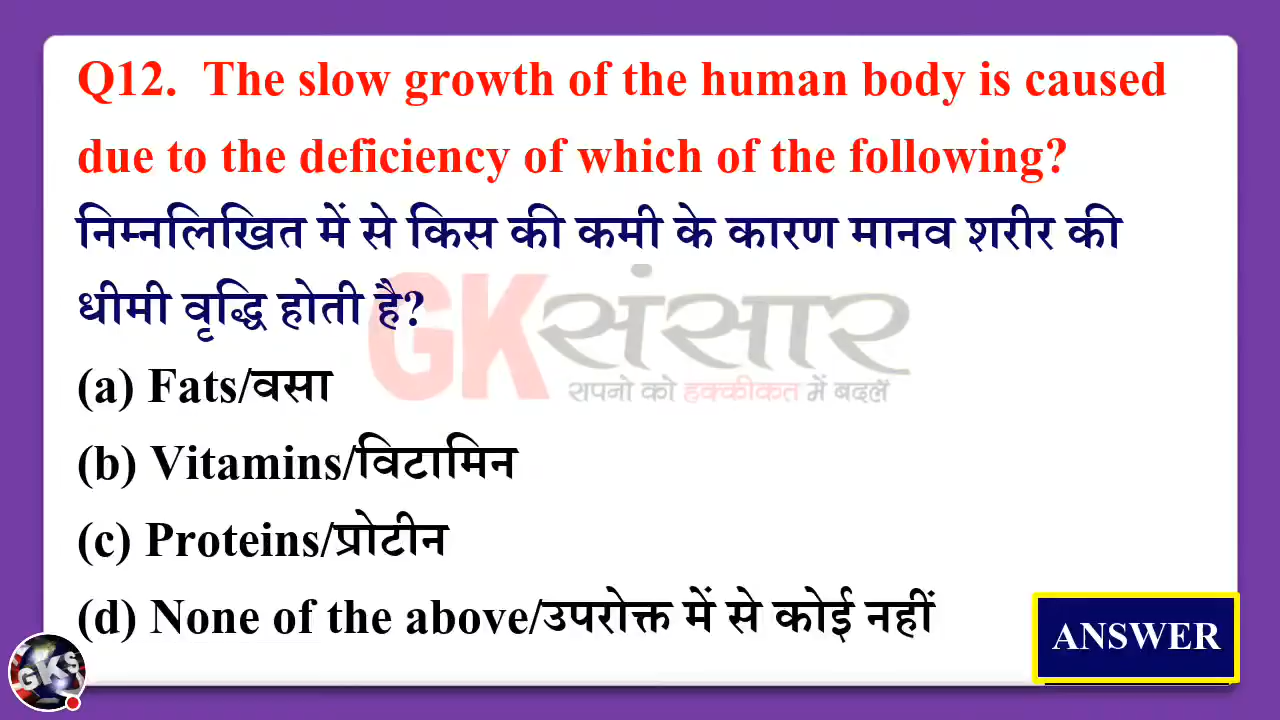 Q12. The slow growth of the human body is caused
due to the deficiency of which of the following?
निम्नलिखित में से किस की कमी के कारण मानव शरीर की
धीमी वृद्धि होती है?
GKसंसार
सपनो को हक्कीकत में बदलें
(a) Fats/वसा
(b) Vitamins/विटामिन
(c) Proteins/प्रोटीन
(d) None of the above/उपरोक्त में से कोई नहीं
ANSWER
GKS